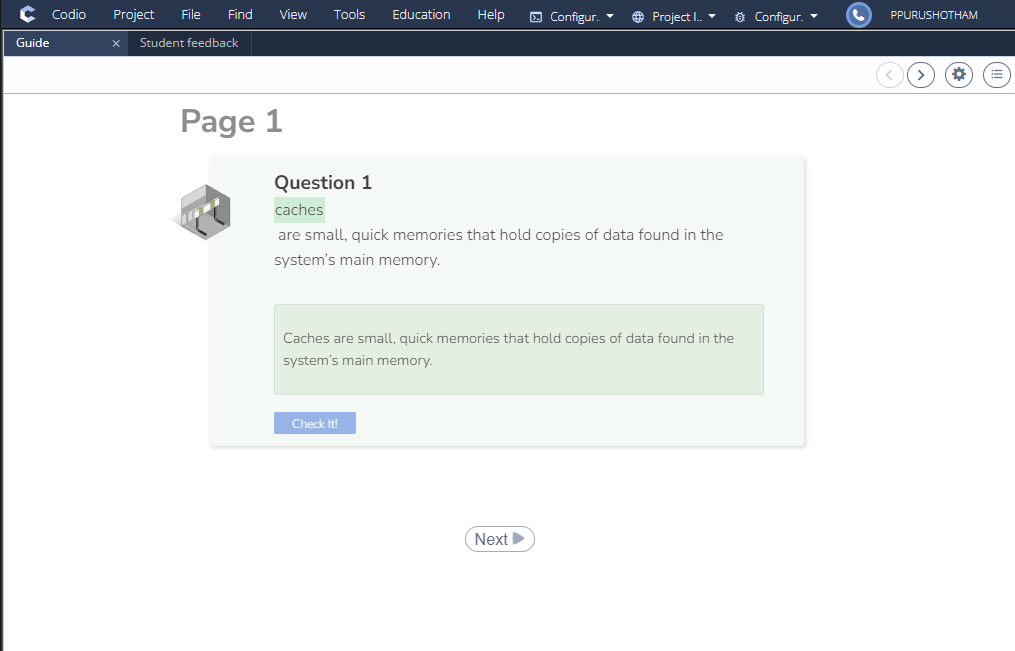 Codio Project File Find View Tools Education Help Configur. Project I.. Configur. PPURUSHOTHAM
Guide × Student feedback
Page 1
Question 1
caches
are small, quick memories that hold copies of data found in the
system’s main memory.
Caches are small, quick memories that hold copies of data found in the
system’s main memory.
Check It!
Next